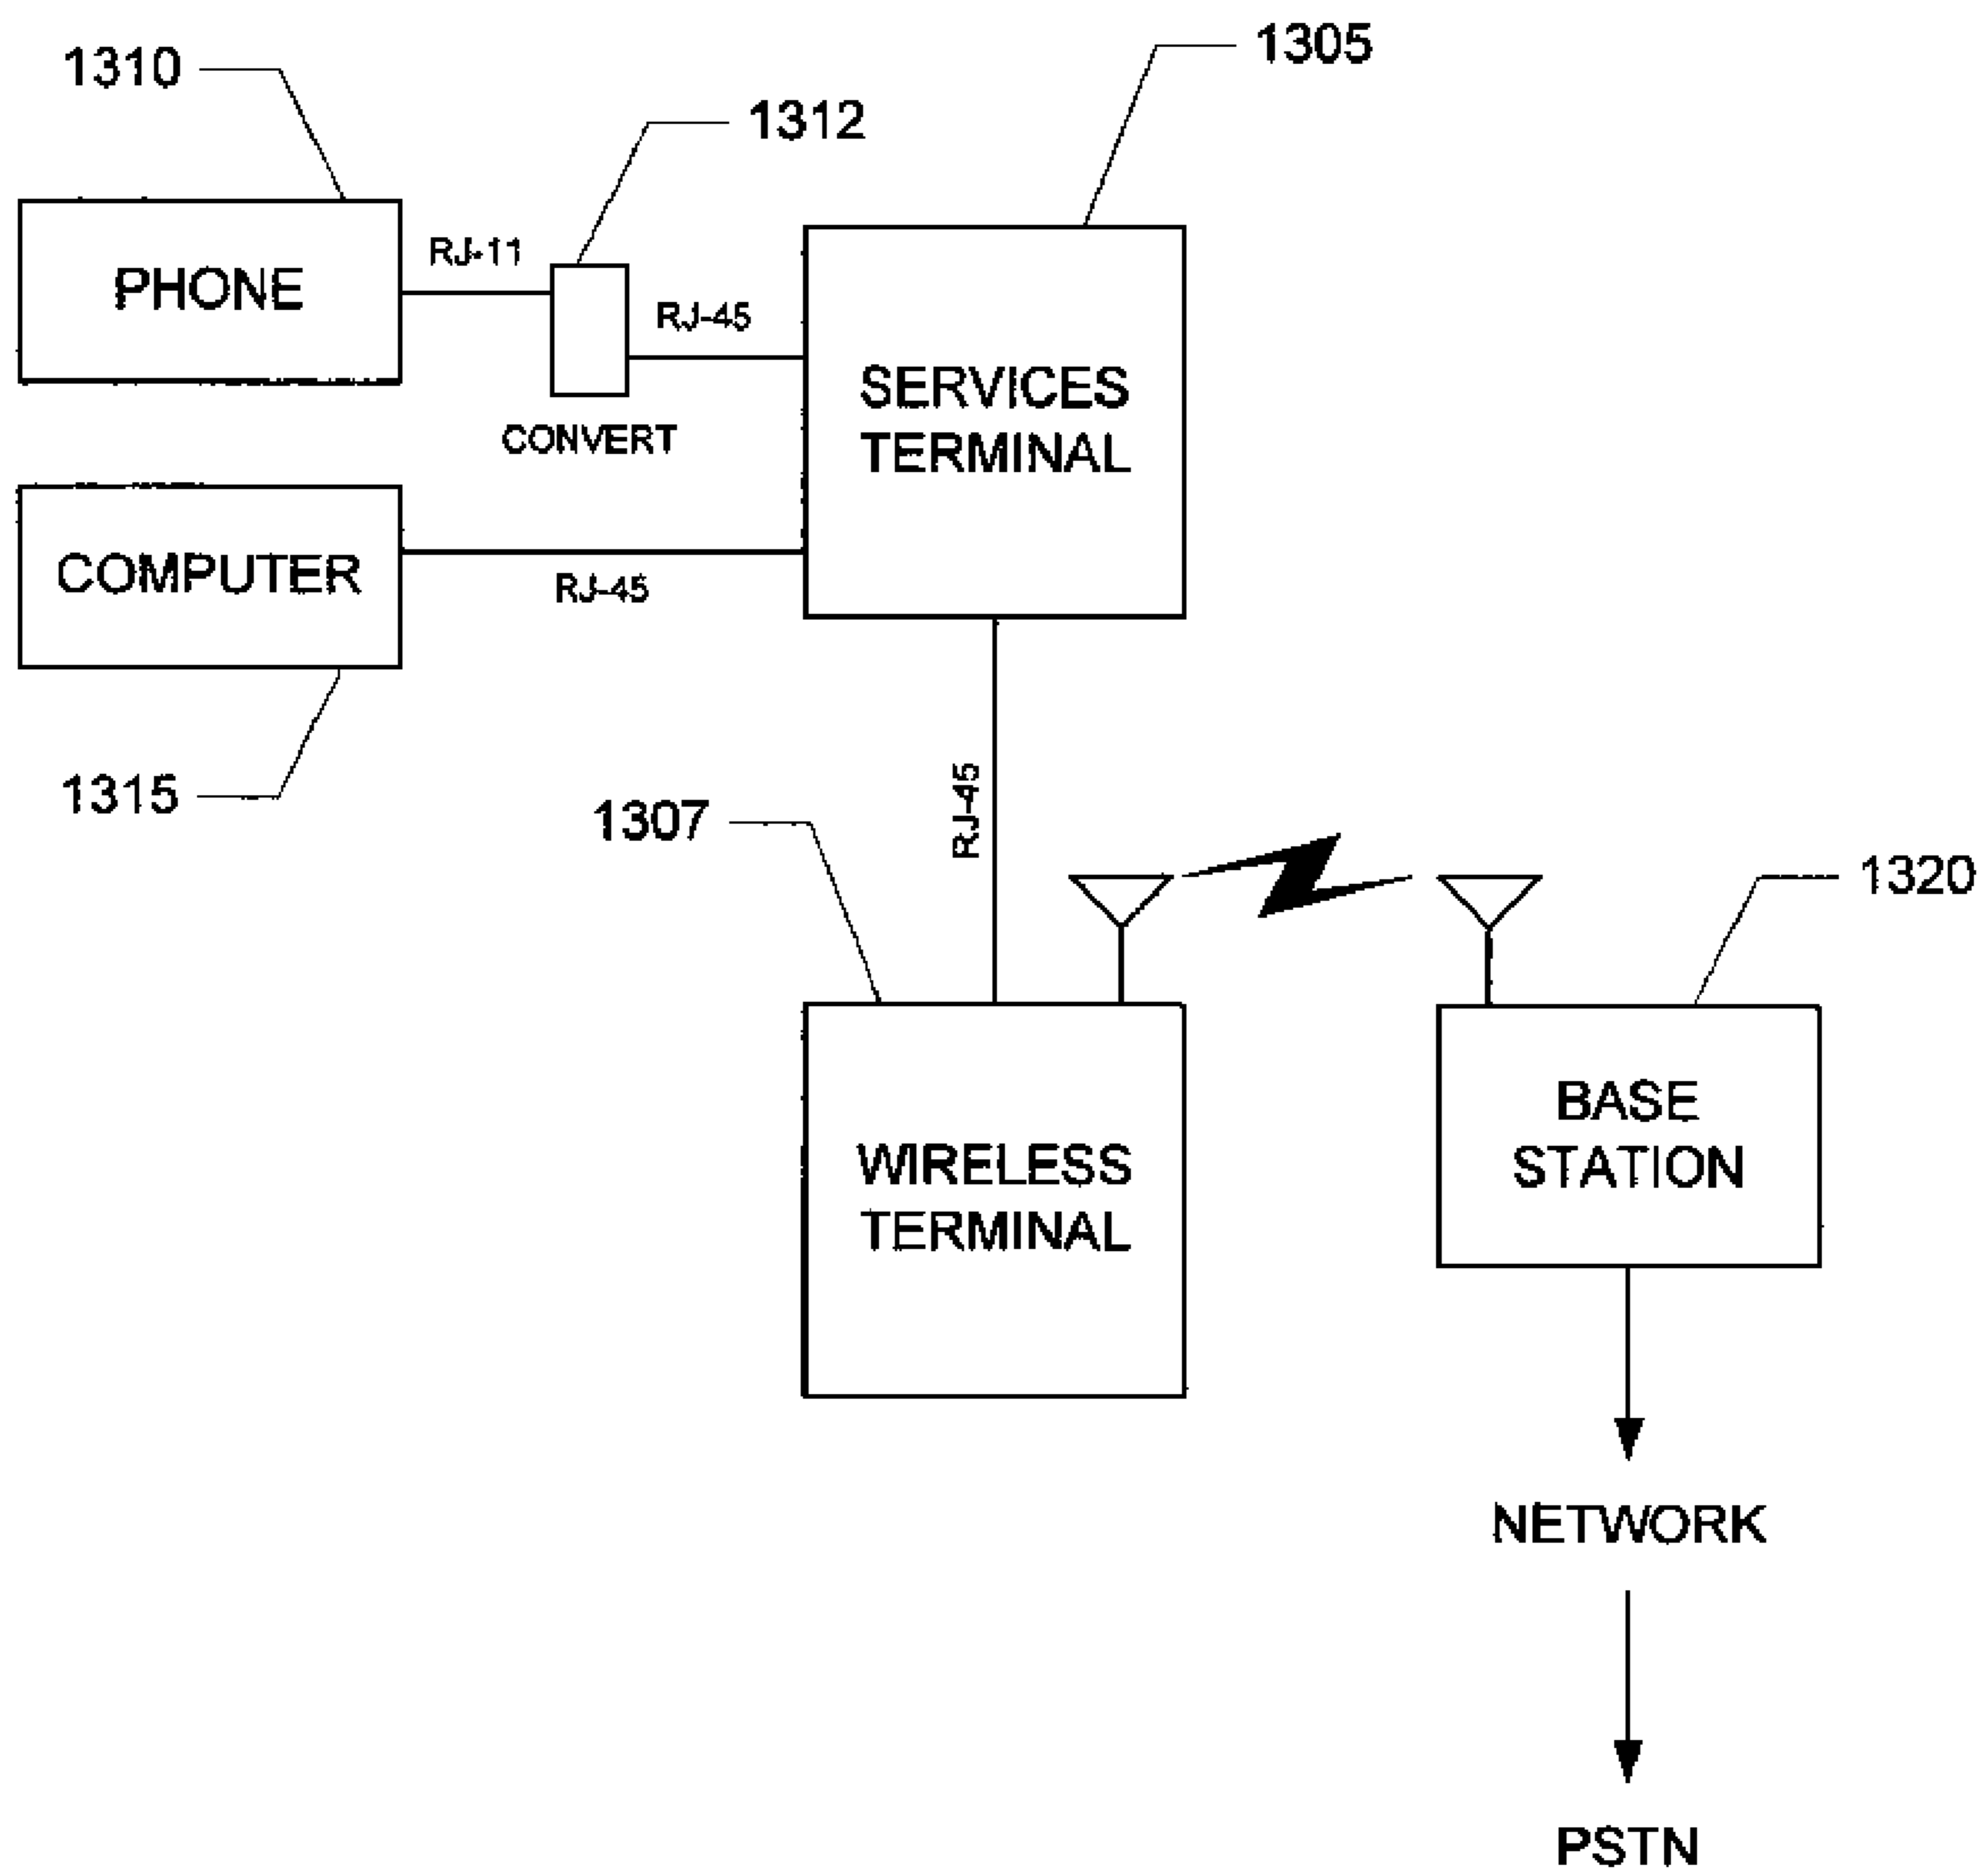 1310
1312
1305
PHONE
RJ-11
RJ-45
CONVERT
SERVICES
TERMINAL
COMPUTER
RJ-45
1315
1307
RJ-45
1320
WIRELESS
TERMINAL
BASE
STATION
NETWORK
PSTN